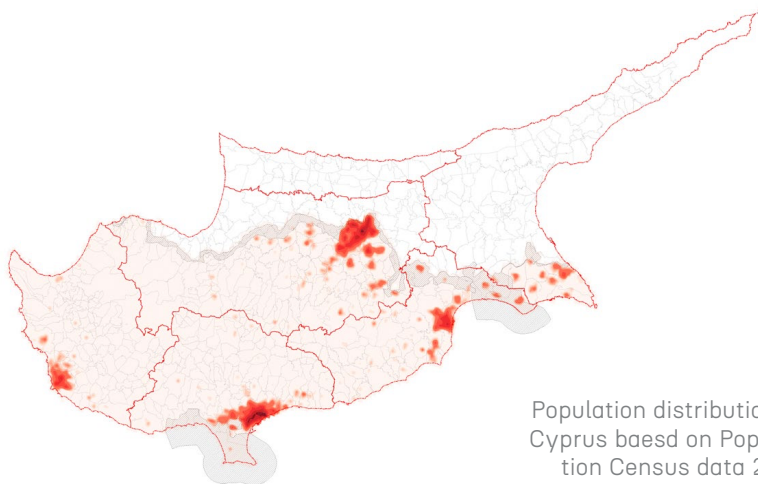 Population distributio
Cyprus baesd on Pop
tion Census data 2